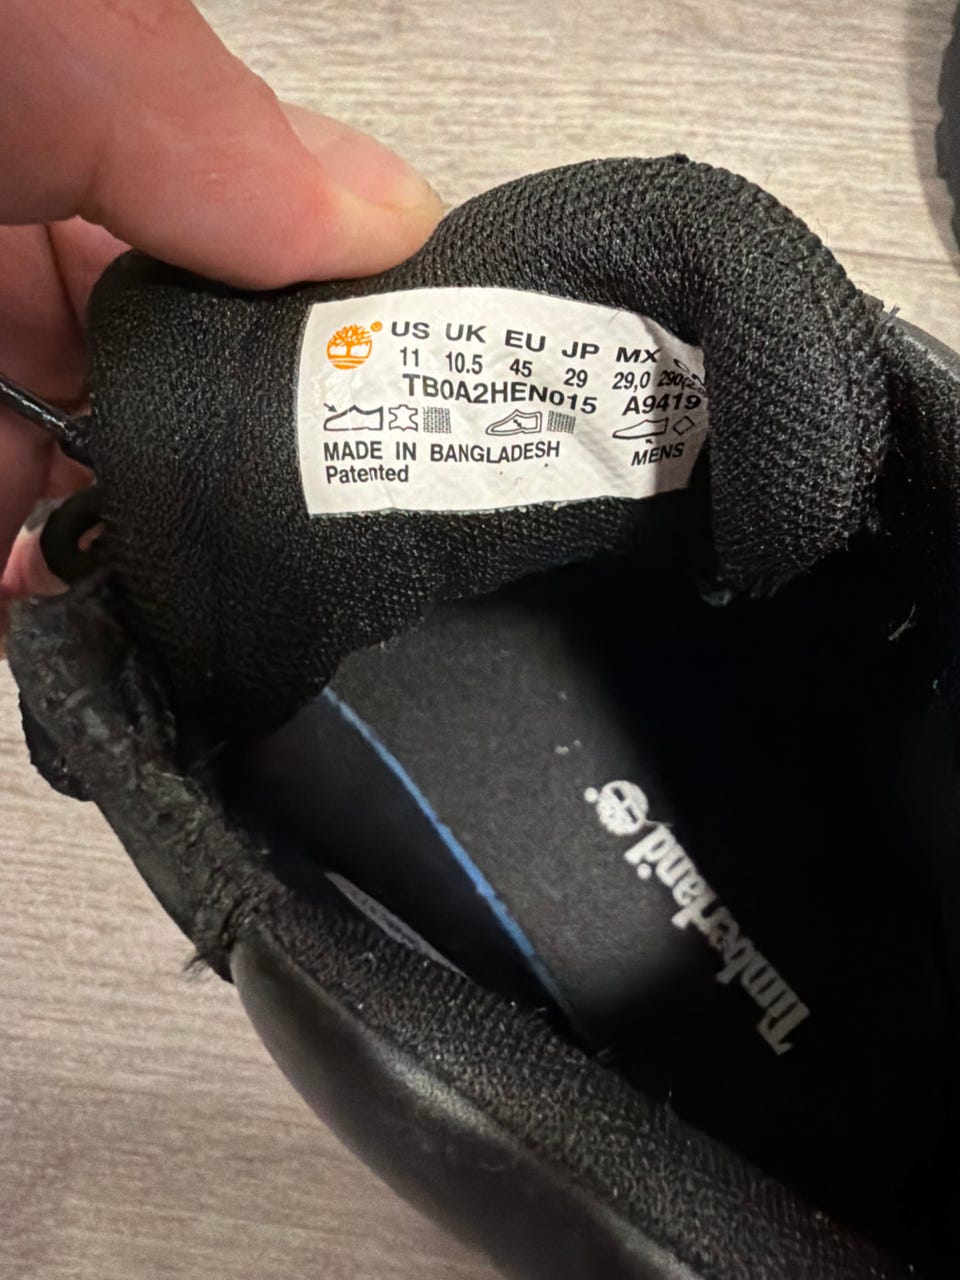 US UK EU JP MX
11 10.5 45 29 29,0
TB0A2HEN015 A9419
MADE IN BANGLADESH MENS
Patented
Timberland